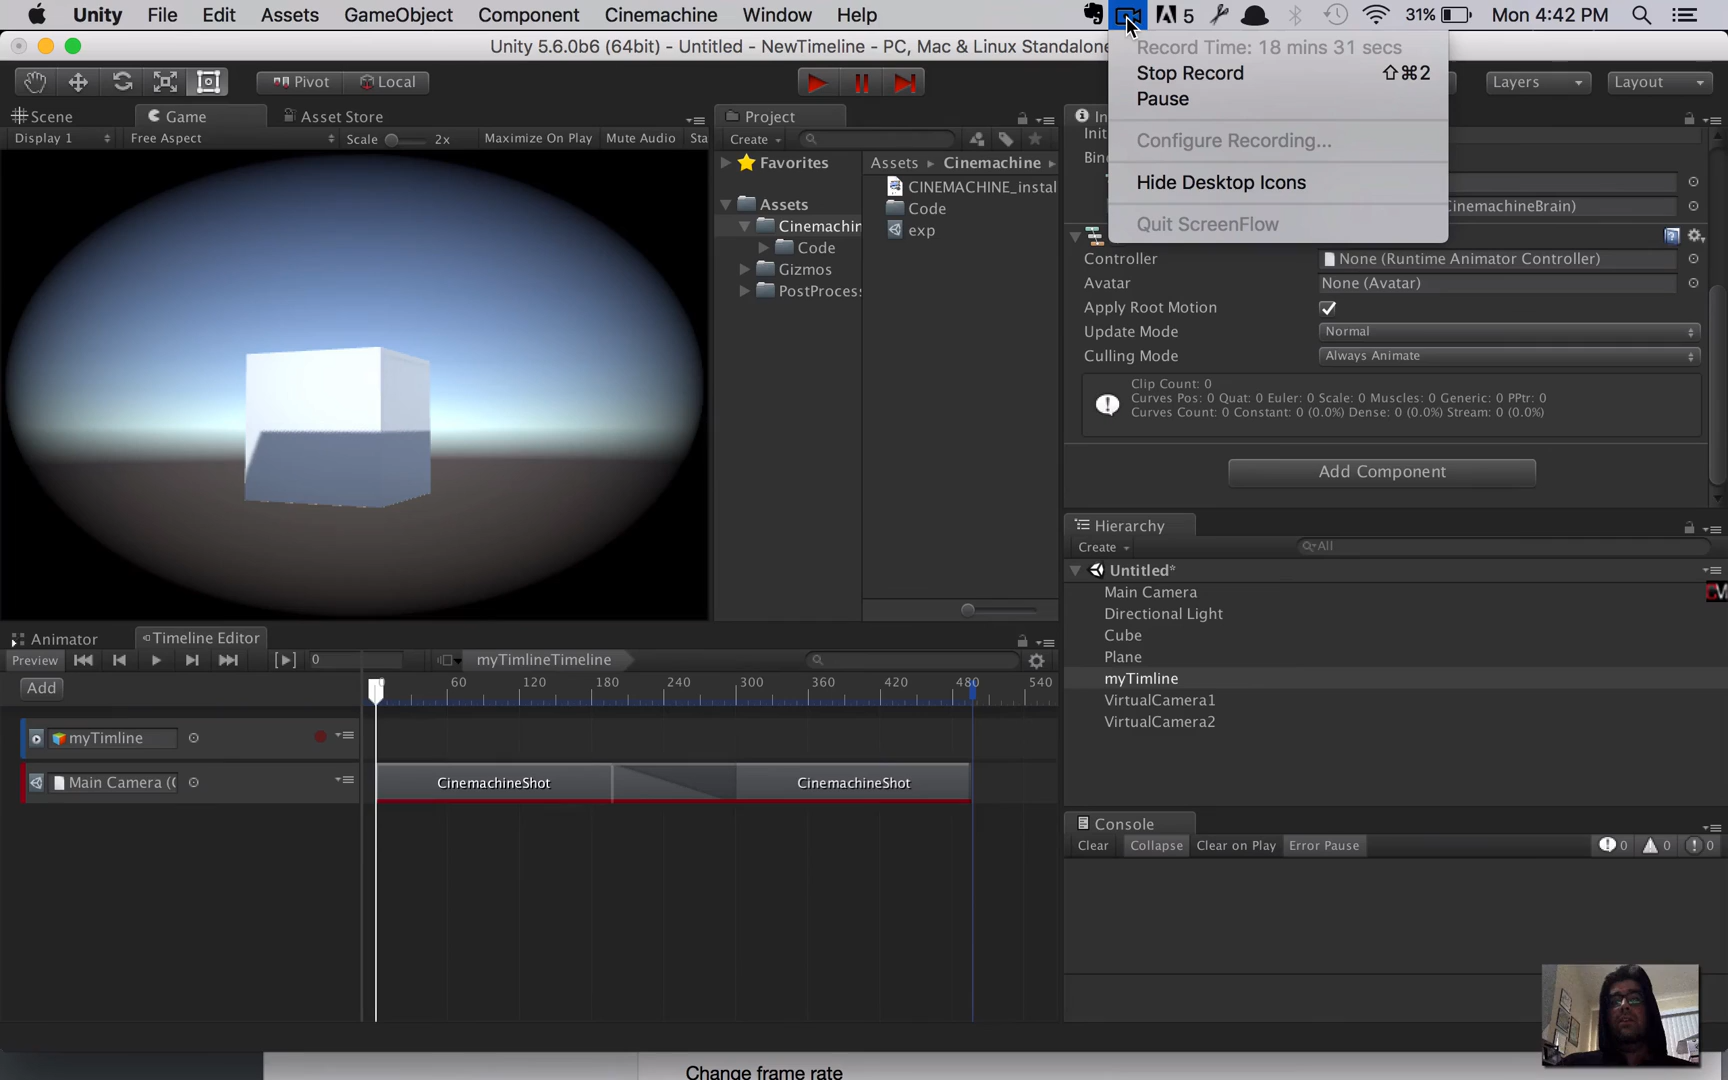 Unity File Edit Assets GameObject Component Cinemachine Window Help 5 31% Mon 4:42 PM
Unity 5.6.0b6 (64bit) - Untitled - NewTimeline - PC, Mac & Linux Standalone
Record Time: 18 mins 31 secs
Stop Record ⇧⌘2
Pause
Configure Recording...
Hide Desktop Icons
Quit ScreenFlow
Pivot Local Layers Layout
Scene Game Asset Store
Display 1 Free Aspect Scale 2x Maximize On Play Mute Audio Sta
Project
Create
Favorites
Assets
Cinemachin
Code
Gizmos
PostProces
Assets Cinemachine
CINEMACHINE_instal
Code
exp
In
Init
Bin
CinemachineBrain)
Controller None (Runtime Animator Controller)
Avatar None (Avatar)
Apply Root Motion
Update Mode Normal
Culling Mode Always Animate
Clip Count: 0
Curves Pos: 0 Quat: 0 Euler: 0 Scale: 0 Muscles: 0 Generic: 0 PPtr: 0
Curves Count: 0 Constant: 0 (0.0%) Dense: 0 (0.0%) Stream: 0 (0.0%)
Add Component
Hierarchy
Create All
Untitled*
Main Camera
Directional Light
Cube
Plane
myTimline
VirtualCamera1
VirtualCamera2
Animator Timeline Editor
Preview 0 myTimlineTimeline
Add 0 60 120 180 240 300 360 420 480 540
myTimline
Main Camera (C CinemachineShot CinemachineShot
Console
Clear Collapse Clear on Play Error Pause 0 0 0
Change frame rate